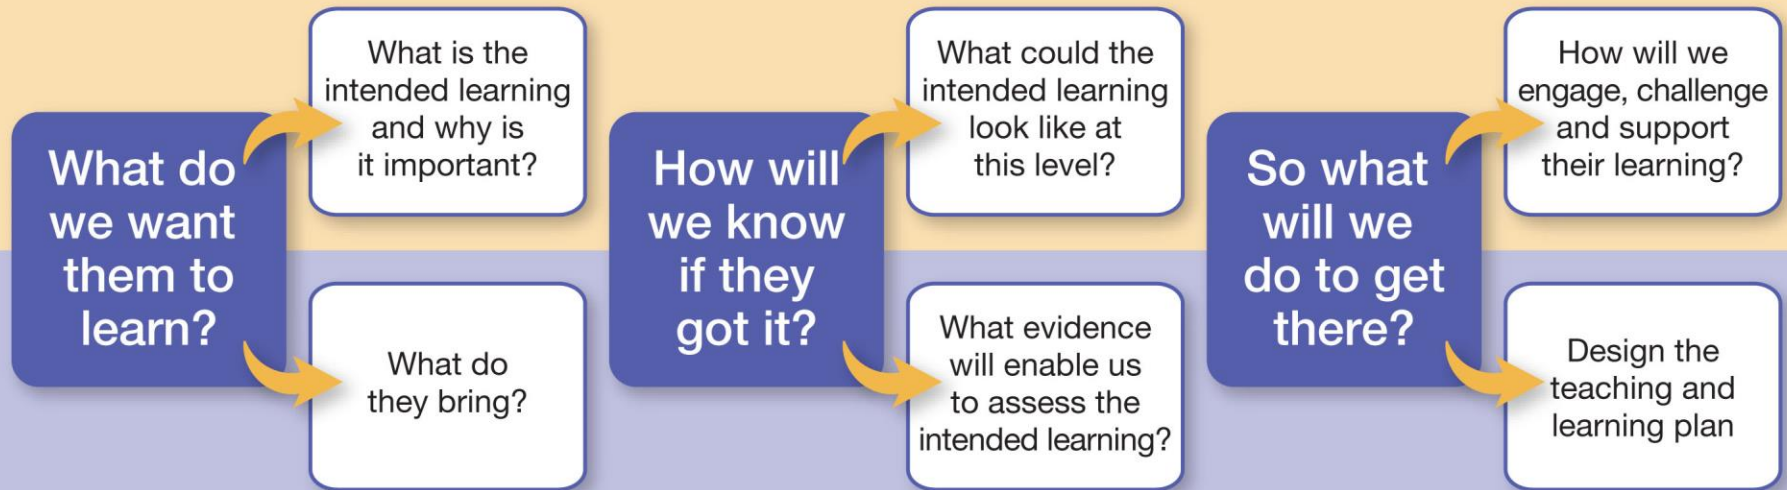 What do
we want
them to
learn?
What is the
intended learning
and why is
it important?
What do
they bring?
How will
we know
if they
got it?
What could the
intended learning
look like at
this level?
What evidence
will enable us
to assess the
intended learning?
So what
will we
do to get
there?
How will we
engage, challenge
and support
their learning?
Design the
teaching and
learning plan